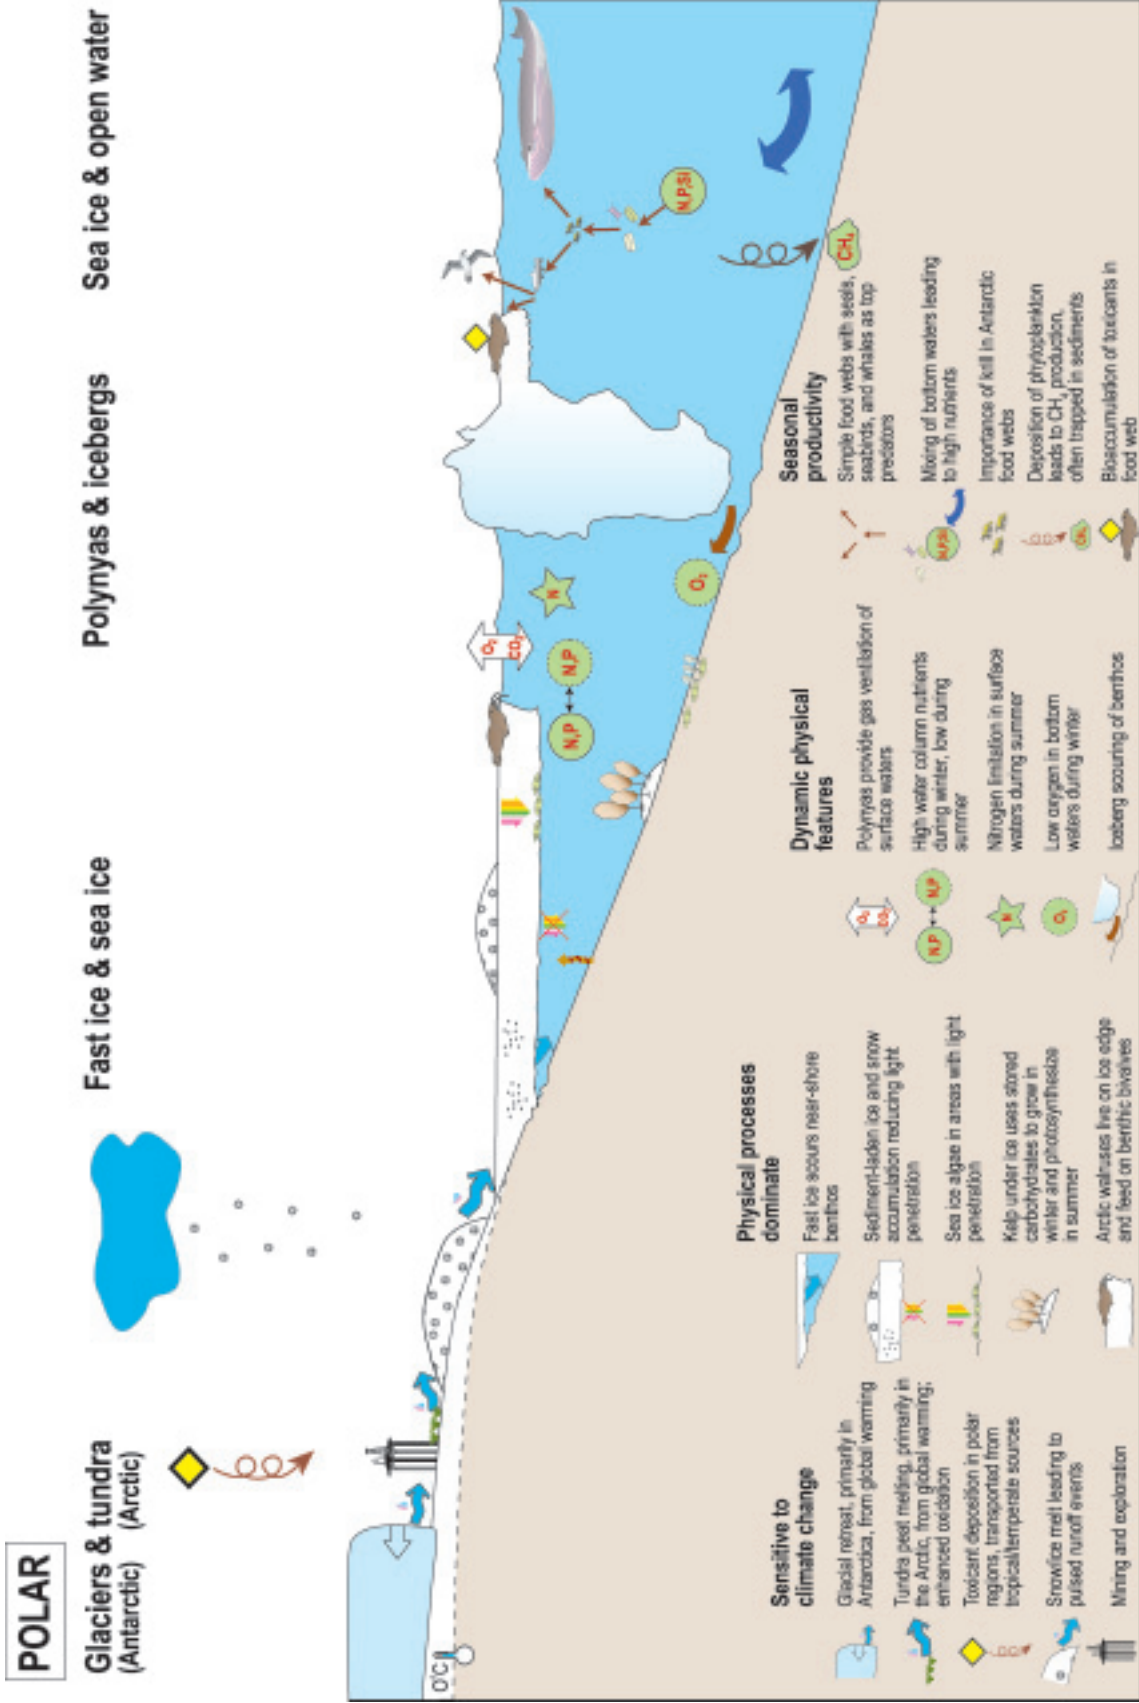 POLAR
Glaciers & tundra
(Antarctic) (Arctic)
Fast ice & sea ice
Polynyas & icebergs
Sea ice & open water
0°C
O₂
CO₂
N,P
N,P
N
O₂
N,P,Si
CH₄
Sensitive to
climate change
Glacial retreat, primarily in
Antarctica, from global warming
Tundra peat melting, primarily in
the Arctic, from global warming;
enhanced oxidation
Toxicant deposition in polar
regions, transported from
tropical/temperate sources
Snow/ice melt leading to
pulsed runoff events
Mining and exploration
Physical processes
dominate
Fast ice scours near-shore
benthos
Sediment-laden ice and snow
accumulation reducing light
penetration
Sea ice algae in areas with light
penetration
Kelp under ice uses stored
carbohydrates to grow in
winter and photosynthesize
in summer
Arctic walruses live on ice edge
and feed on benthic bivalves
Dynamic physical
features
O₂
CO₂
Polynyas provide gas ventilation of
surface waters
N,P
N,P
High water column nutrients
during winter, low during
summer
N
Nitrogen limitation in surface
waters during summer
O₂
Low oxygen in bottom
waters during winter
Iceberg scouring of benthos
Seasonal
productivity
Simple food webs with seals,
seabirds, and whales as top
predators
N,P,Si
Mixing of bottom waters leading
to high nutrients
Importance of krill in Antarctic
food webs
CH₄
Deposition of phytoplankton
leads to CH₄ production,
often trapped in sediments
Bioaccumulation of toxicants in
food web